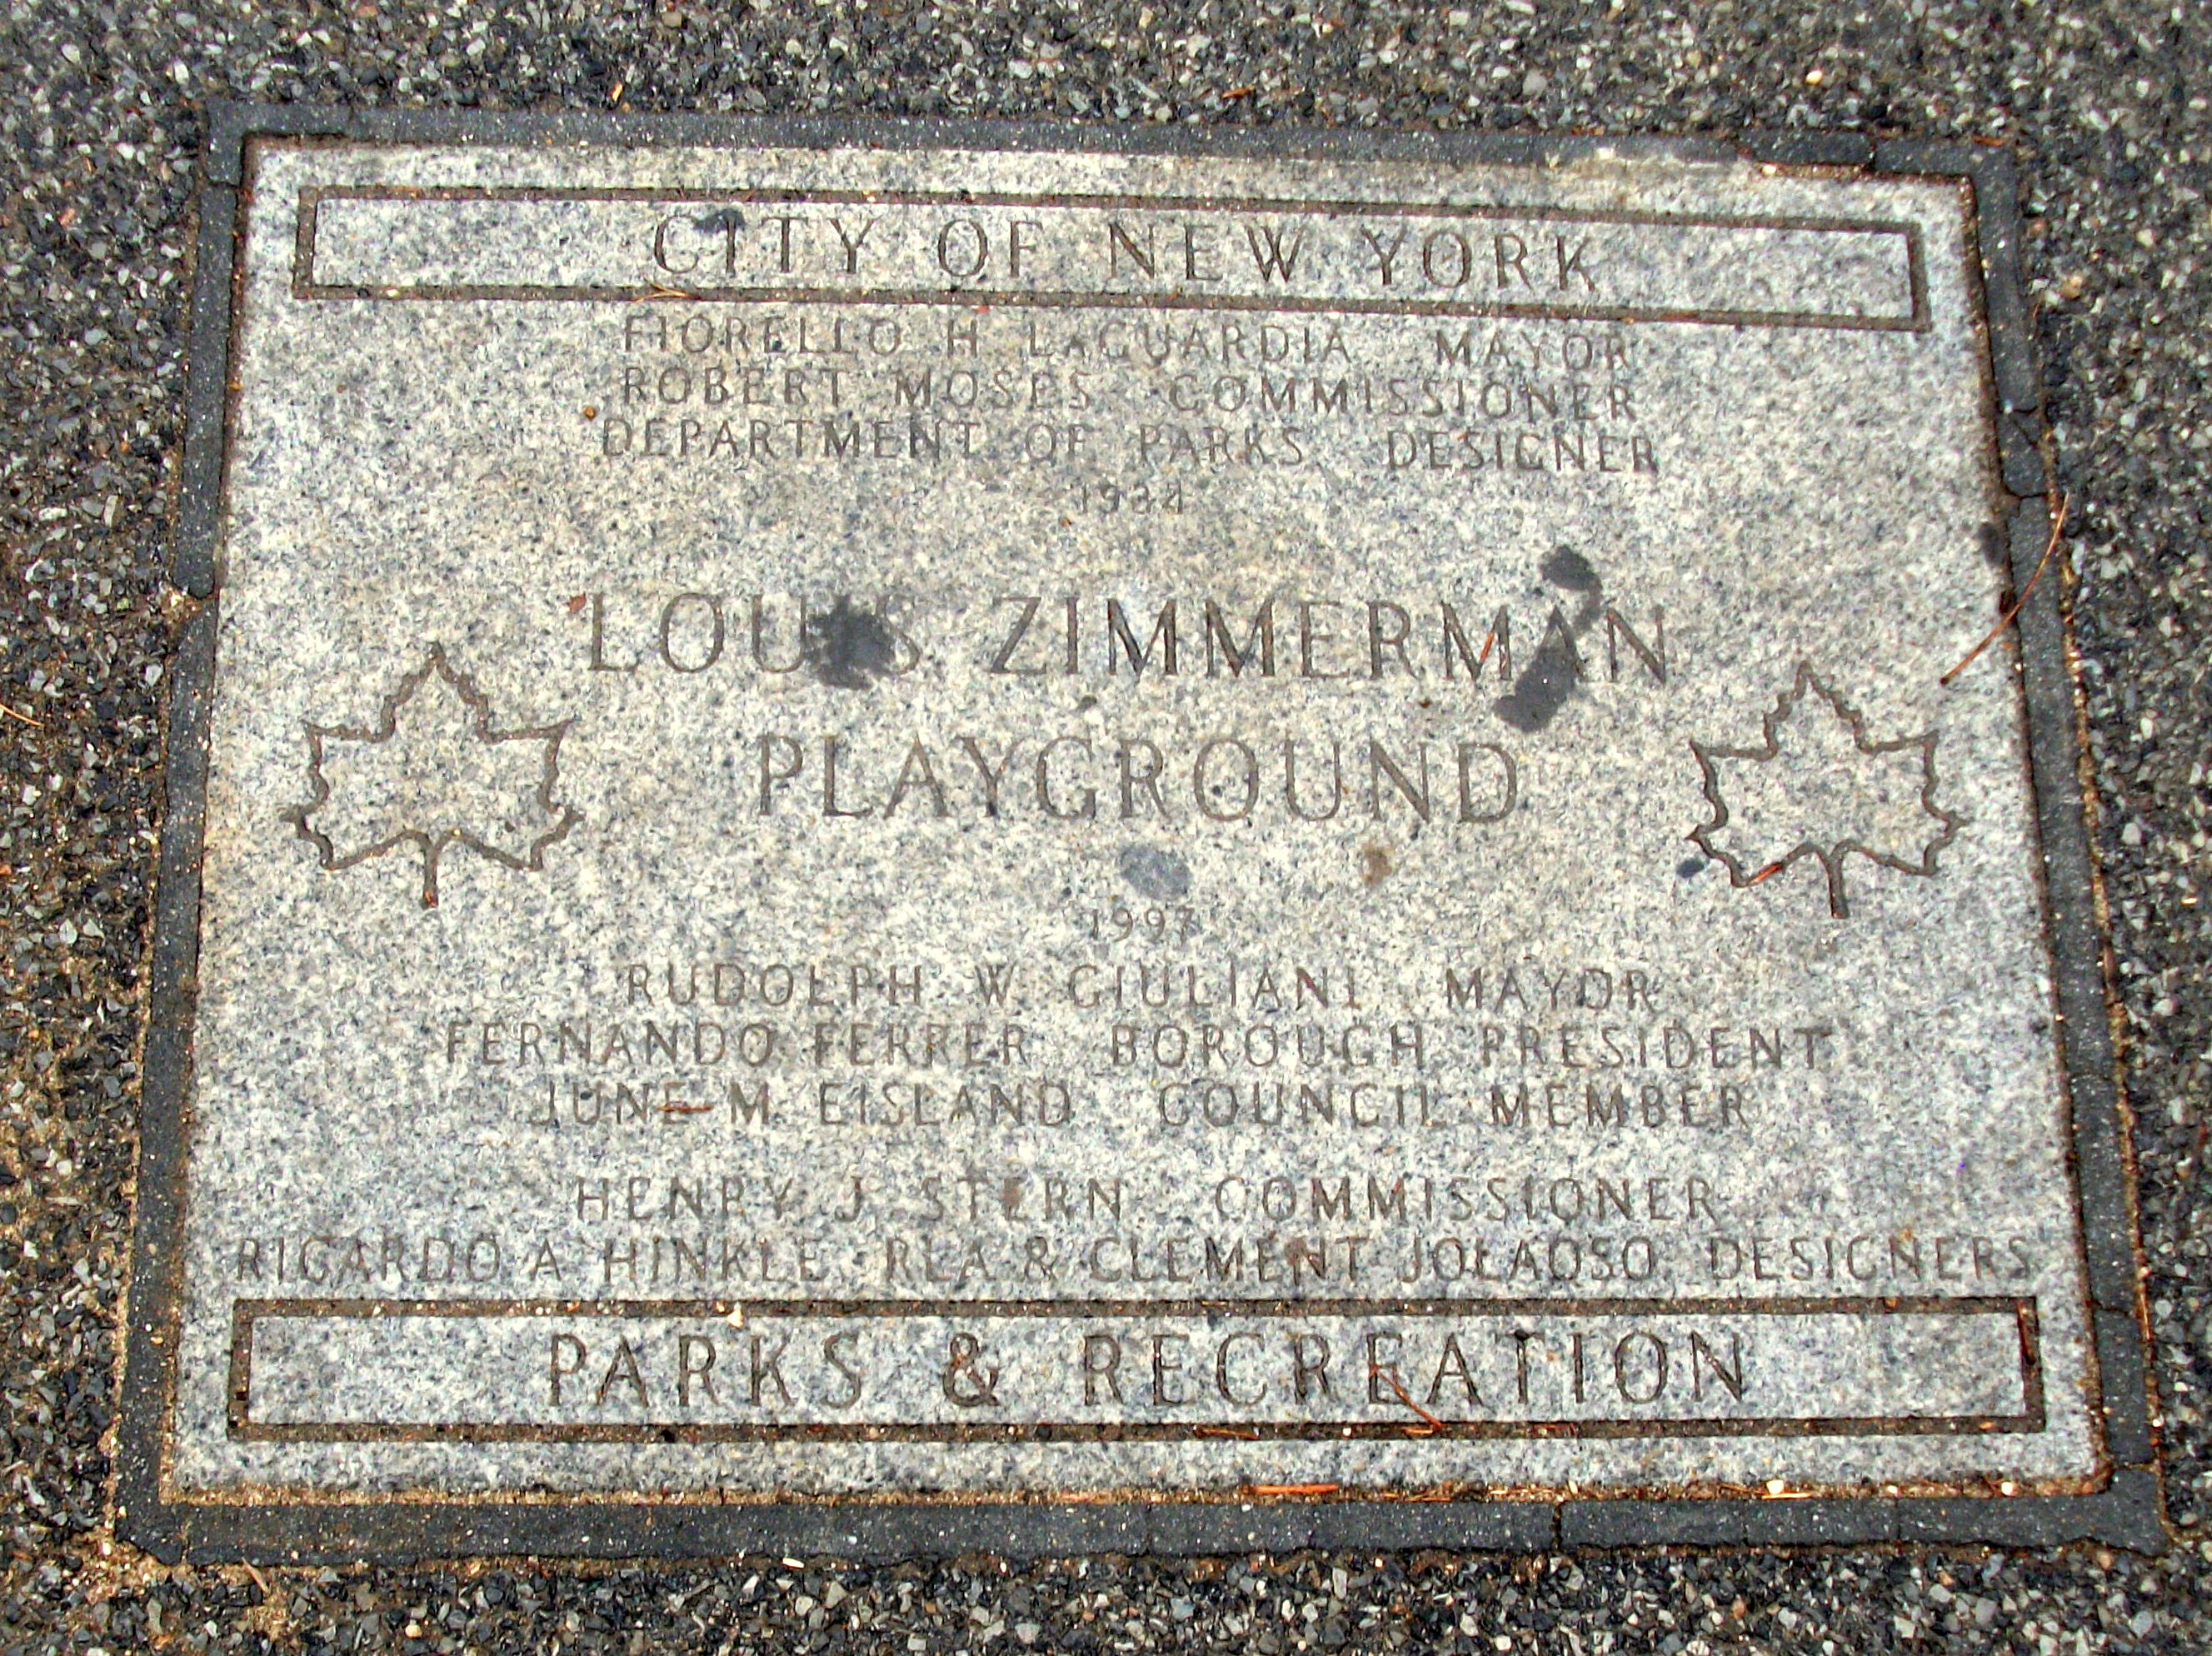 CITY OF NEW YORK
FIORELLO H LaGUARDIA MAYOR
ROBERT MOSES COMMISSIONER
DEPARTMENT OF PARKS DESIGNER
1934
LOUIS ZIMMERMAN
PLAYGROUND
1997
RUDOLPH W GIULIANI MAYOR
FERNANDO FERRER BOROUGH PRESIDENT
JUNE M EISLAND COUNCIL MEMBER
HENRY J STERN COMMISSIONER
RICARDO A HINKLE RLA & CLEMENT JOLAOSO DESIGNERS
PARKS & RECREATION